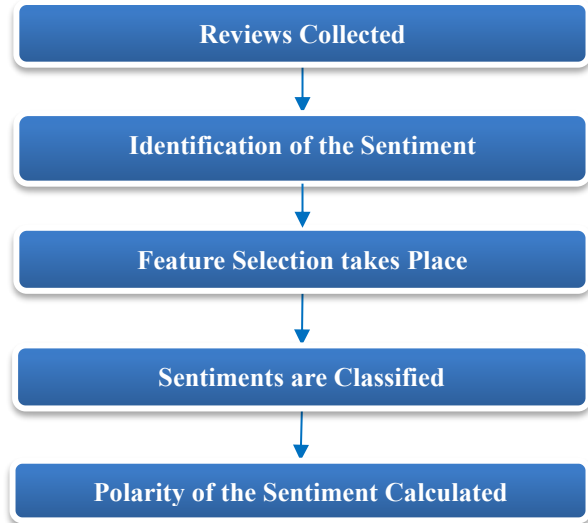 Reviews Collected
Identification of the Sentiment
Feature Selection takes Place
Sentiments are Classified
Polarity of the Sentiment Calculated